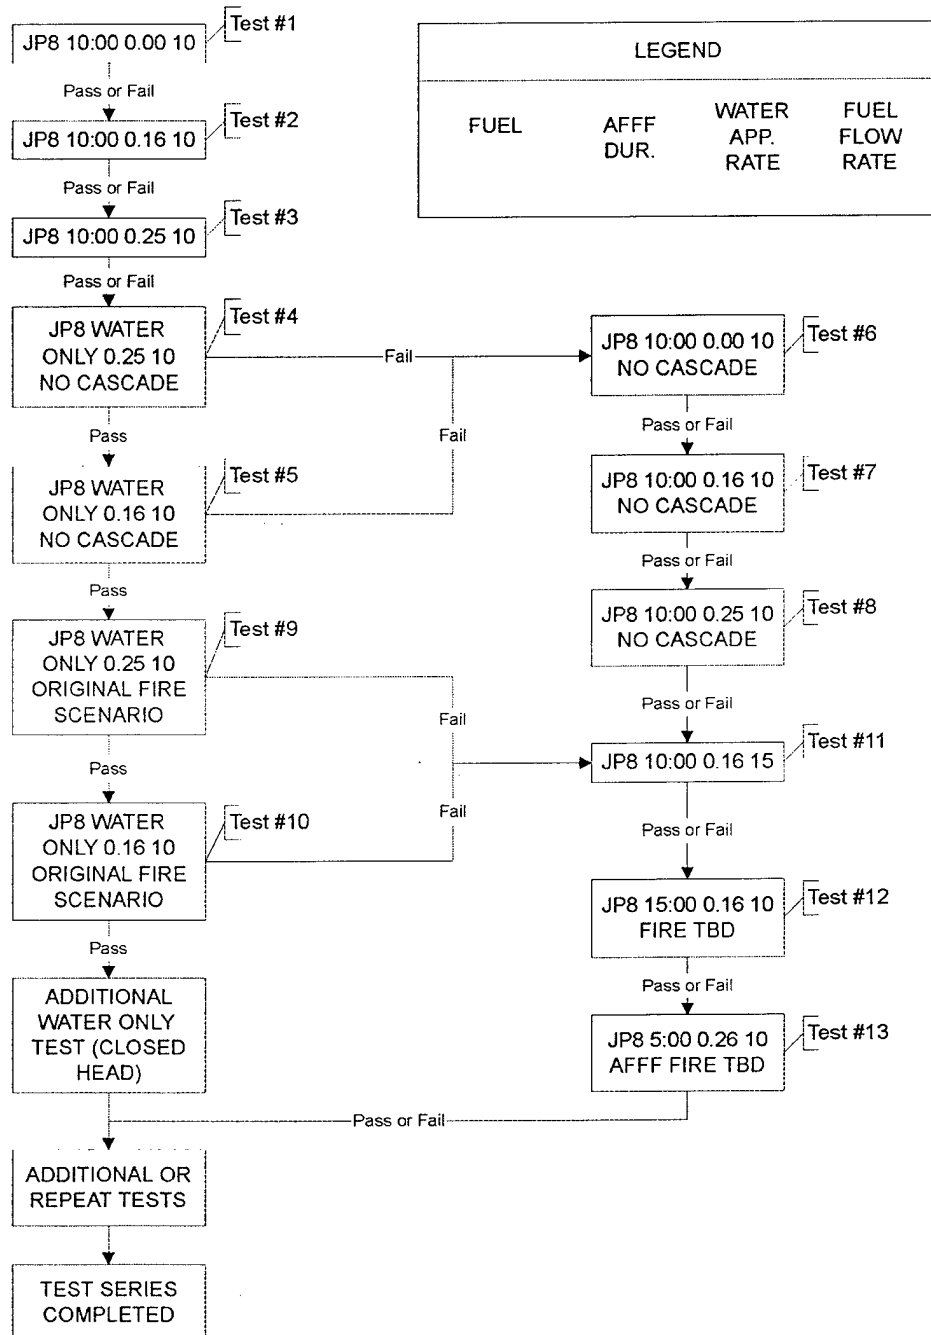 Test #1
JP8 10:00 0.00 10
Pass or Fail
Test #2
JP8 10:00 0.16 10
Pass or Fail
Test #3
JP8 10:00 0.25 10
Pass or Fail
Test #4
JP8 WATER
ONLY 0.25 10
NO CASCADE
Fail
Pass
Fail
Test #5
JP8 WATER
ONLY 0.16 10
NO CASCADE
Pass
Test #9
JP8 WATER
ONLY 0.25 10
ORIGINAL FIRE
SCENARIO
Fail
Pass
Fail
Test #10
JP8 WATER
ONLY 0.16 10
ORIGINAL FIRE
SCENARIO
Pass
ADDITIONAL
WATER ONLY
TEST (CLOSED
HEAD)
LEGEND
FUEL
AFFF
DUR.
WATER
APP.
RATE
FUEL
FLOW
RATE
Test #6
JP8 10:00 0.00 10
NO CASCADE
Pass or Fail
Test #7
JP8 10:00 0.16 10
NO CASCADE
Pass or Fail
Test #8
JP8 10:00 0.25 10
NO CASCADE
Pass or Fail
Test #11
JP8 10:00 0.16 15
Pass or Fail
Test #12
JP8 15:00 0.16 10
FIRE TBD
Pass or Fail
Test #13
JP8 5:00 0.26 10
AFFF FIRE TBD
Pass or Fail
ADDITIONAL OR
REPEAT TESTS
TEST SERIES
COMPLETED